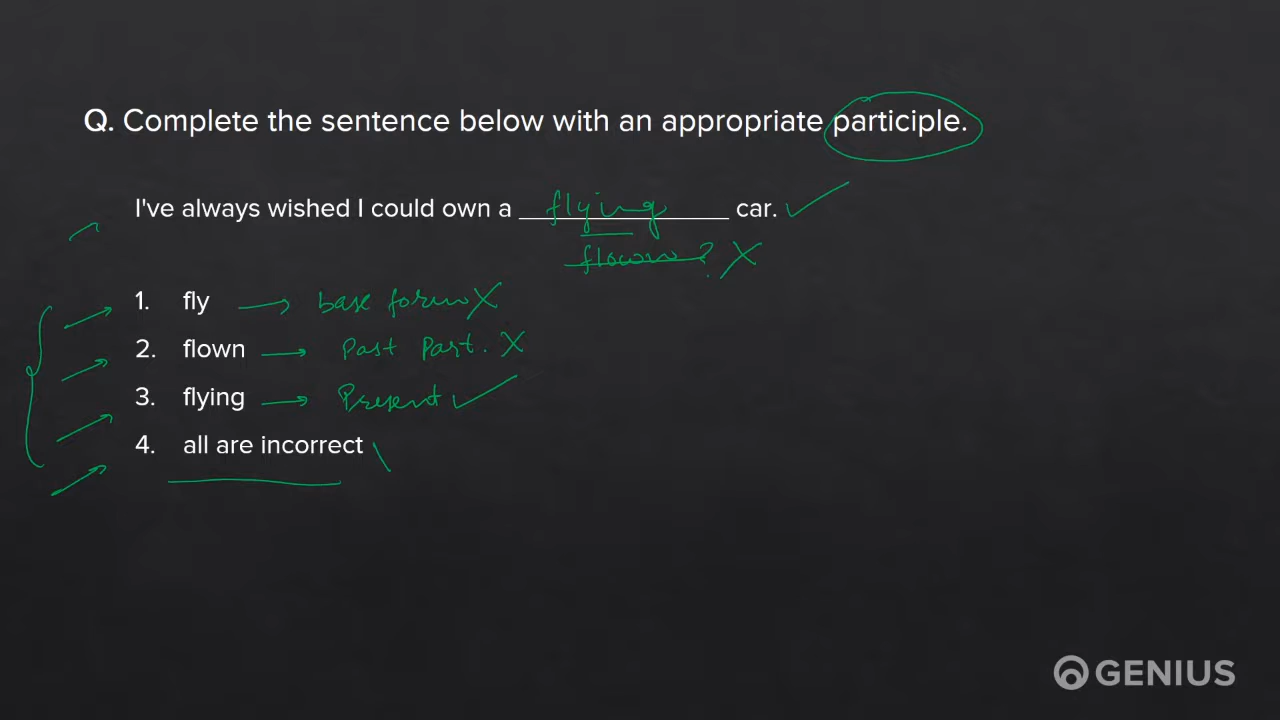 Q. Complete the sentence below with an appropriate participle.
I've always wished I could own a flying car.
flown?
1. fly base form
2. flown Past Part.
3. flying Present
4. all are incorrect
GENIUS